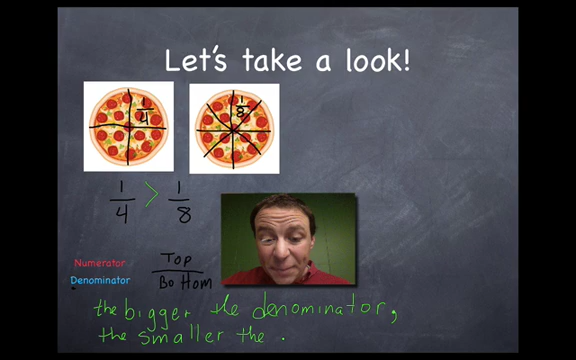 Let's take a look!
1/4
1/8
1/4 > 1/8
Numerator
Denominator
Top
Bottom
the bigger the denominator,
the smaller the